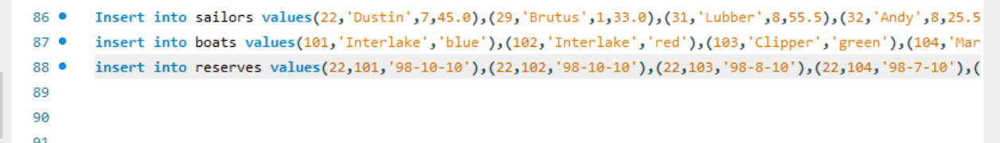 86 Insert into sailors values(22,'Dustin',7,45.0),(29,'Brutus',1,33.0),(31,'Lubber',8,55.5),(32,'Andy',8,25.5
87 insert into boats values(101,'Interlake','blue'),(102,'Interlake','red'),(103,'Clipper','green'),(104,'Mar
88 insert into reserves values(22,101,'98-10-10'),(22,102,'98-10-10'),(22,103,'98-8-10'),(22,104,'98-7-10'),(
89
90
91